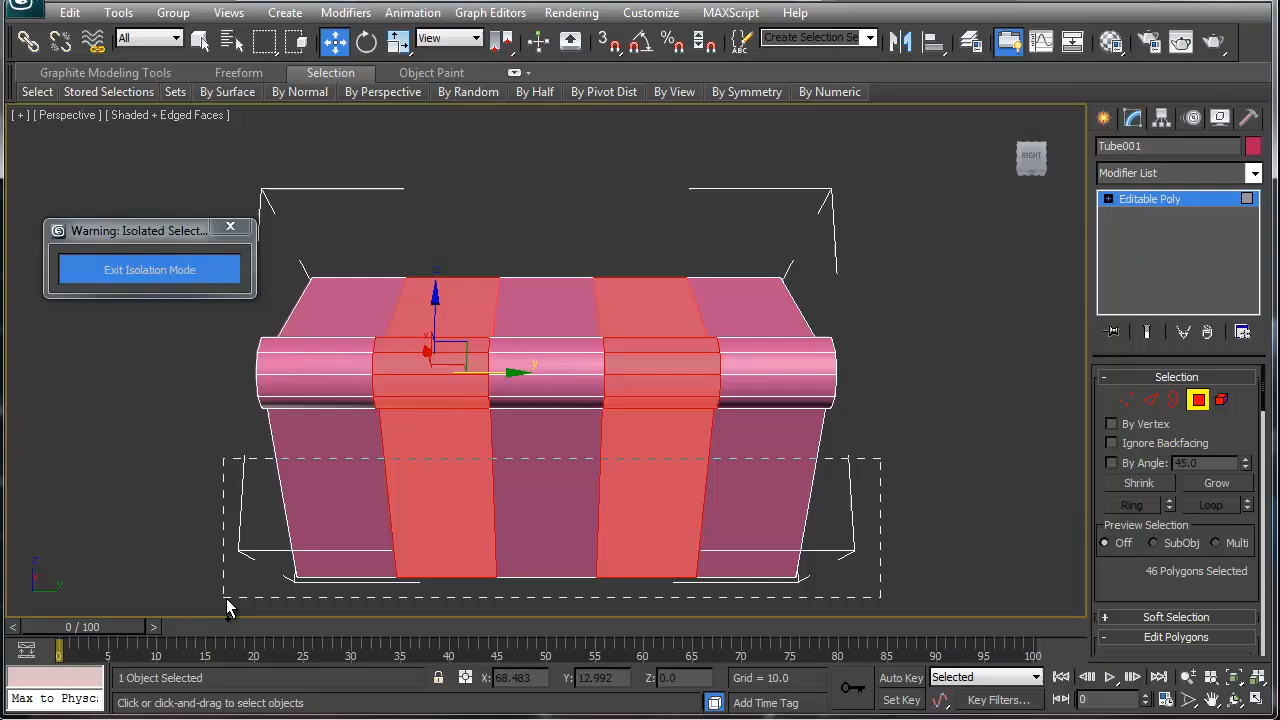 Edit Tools Group Views Create Modifiers Animation Graph Editors Rendering Customize MAXScript Help
All View Create Selection Se
Graphite Modeling Tools Freeform Selection Object Paint
Select Stored Selections Sets By Surface By Normal By Perspective By Random By Half By Pivot Dist By View By Symmetry By Numeric
[ + ] [ Perspective ] [ Shaded + Edged Faces ]
RIGHT
Tube001
Modifier List
Editable Poly
Warning: Isolated Select...
Exit Isolation Mode
z
x
y
Selection
By Vertex
Ignore Backfacing
By Angle: 45.0
Shrink Grow
Ring Loop
Preview Selection
Off SubObj Multi
46 Polygons Selected
Soft Selection
Edit Polygons
z
x
y
< 0 / 100 >
0 5 10 15 20 25 30 35 40 45 50 55 60 65 70 75 80 85 90 95 100
1 Object Selected X: 68.483 Y: 12.992 Z: 0.0 Grid = 10.0 Auto Key Selected
Max to Physc: Click or click-and-drag to select objects Add Time Tag Set Key Key Filters... 0